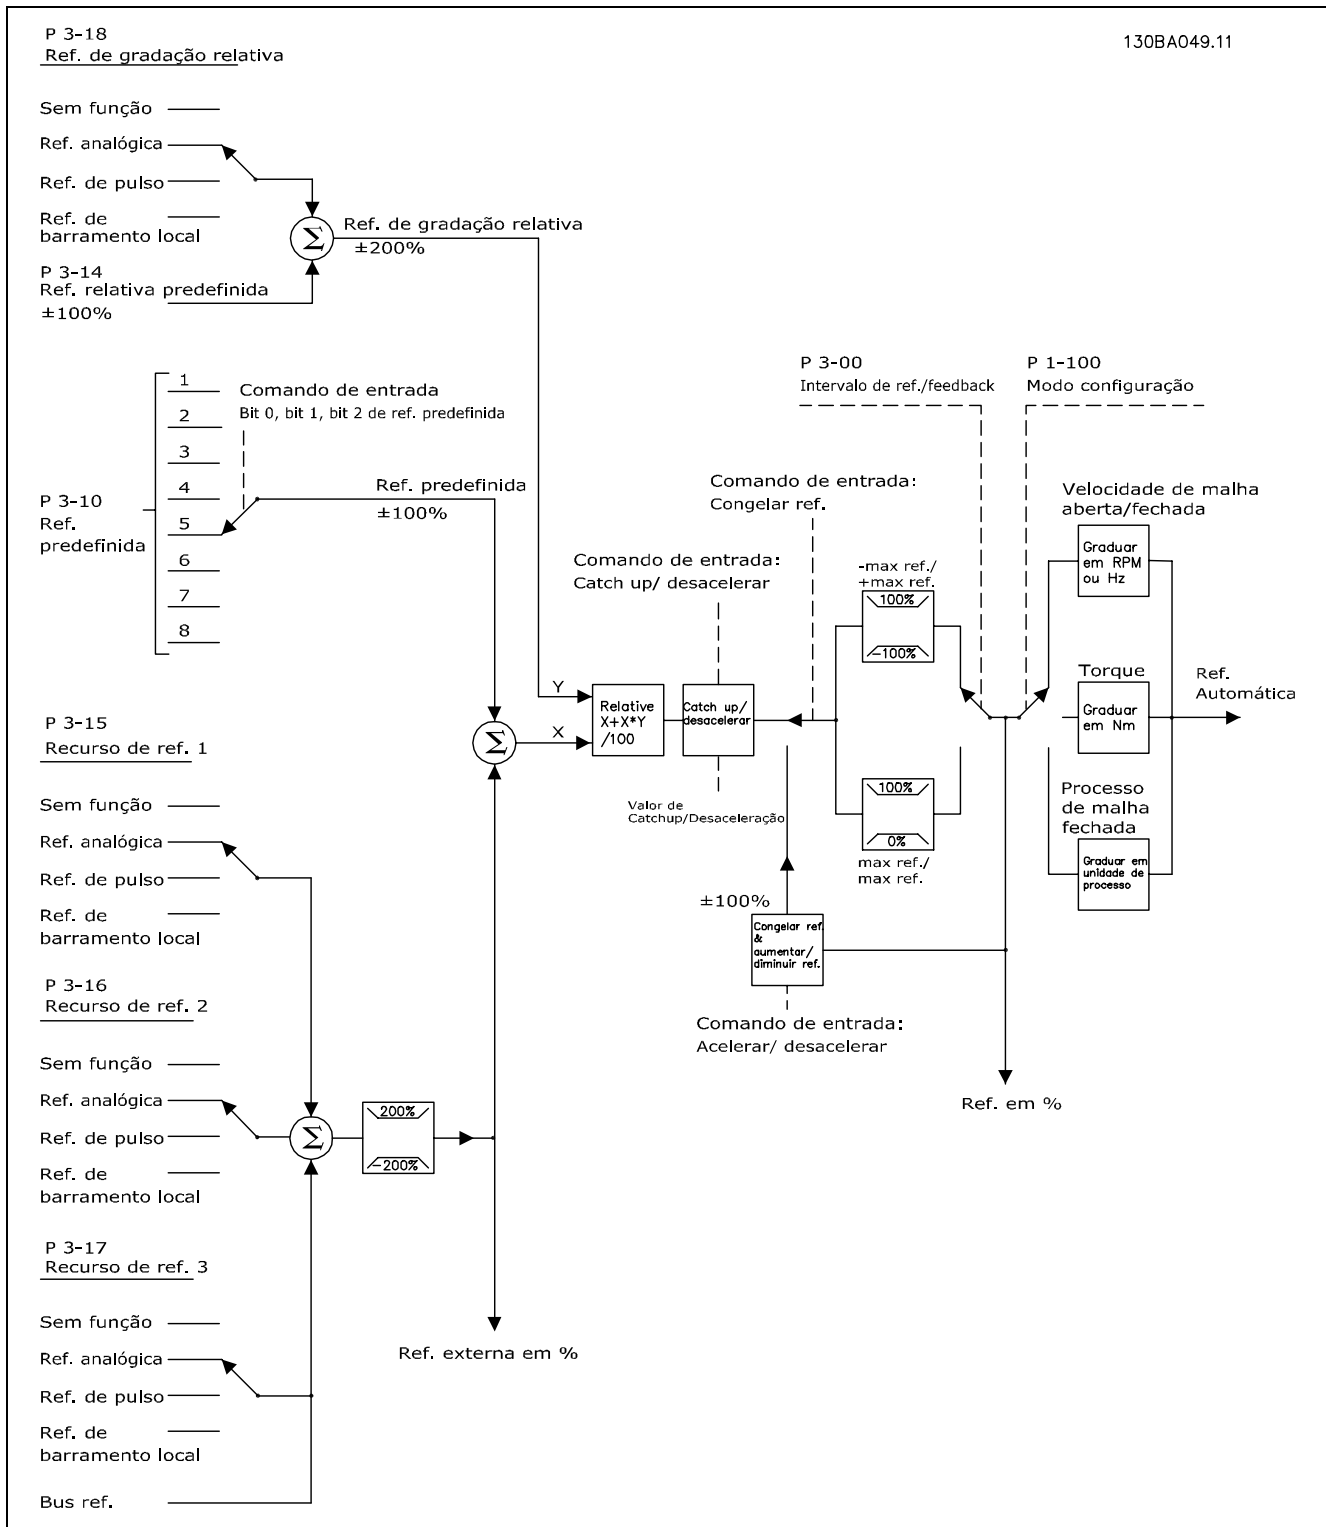 P 3-18
Ref. de gradação relativa
130BA049.11
Sem função
Ref. analógica
Ref. de pulso
Ref. de
barramento local
Σ
Ref. de gradação relativa
±200%
P 3-14
Ref. relativa predefinida
±100%
P 3-10
Ref.
predefinida
1
2
3
4
5
6
7
8
Comando de entrada
Bit 0, bit 1, bit 2 de ref. predefinida
Ref. predefinida
±100%
P 3-15
Recurso de ref. 1
Sem função
Ref. analógica
Ref. de pulso
Ref. de
barramento local
P 3-16
Recurso de ref. 2
Sem função
Ref. analógica
Ref. de pulso
Ref. de
barramento local
Σ
200%
-200%
P 3-17
Recurso de ref. 3
Sem função
Ref. analógica
Ref. de pulso
Ref. de
barramento local
Bus ref.
Ref. externa em %
Σ
Y
X
Relative
X+X*Y
/100
Comando de entrada:
Catch up/ desacelerar
Catch up/
desacelerar
Valor de
Catchup/Desaceleração
Comando de entrada:
Congelar ref.
-max ref./
+max ref.
100%
-100%
100%
0%
max ref./
max ref.
±100%
Congelar ref.
&
aumentar/
diminuir ref.
Comando de entrada:
Acelerar/ desacelerar
P 3-00
Intervalo de ref./feedback
P 1-100
Modo configuração
Ref. em %
Velocidade de malha
aberta/fechada
Graduar
em RPM
ou Hz
Torque
Graduar
em Nm
Processo
de malha
fechada
Graduar em
unidade de
processo
Ref.
Automática